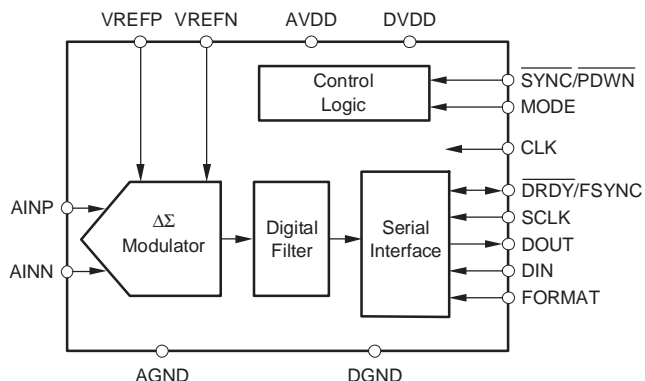 VREFP VREFN AVDD DVDD
Control
Logic
SYNC/PDWN
MODE
CLK
DRDY/FSYNC
SCLK
DOUT
DIN
FORMAT
AINP
AINN
ΔΣ
Modulator
Digital
Filter
Serial
Interface
AGND DGND